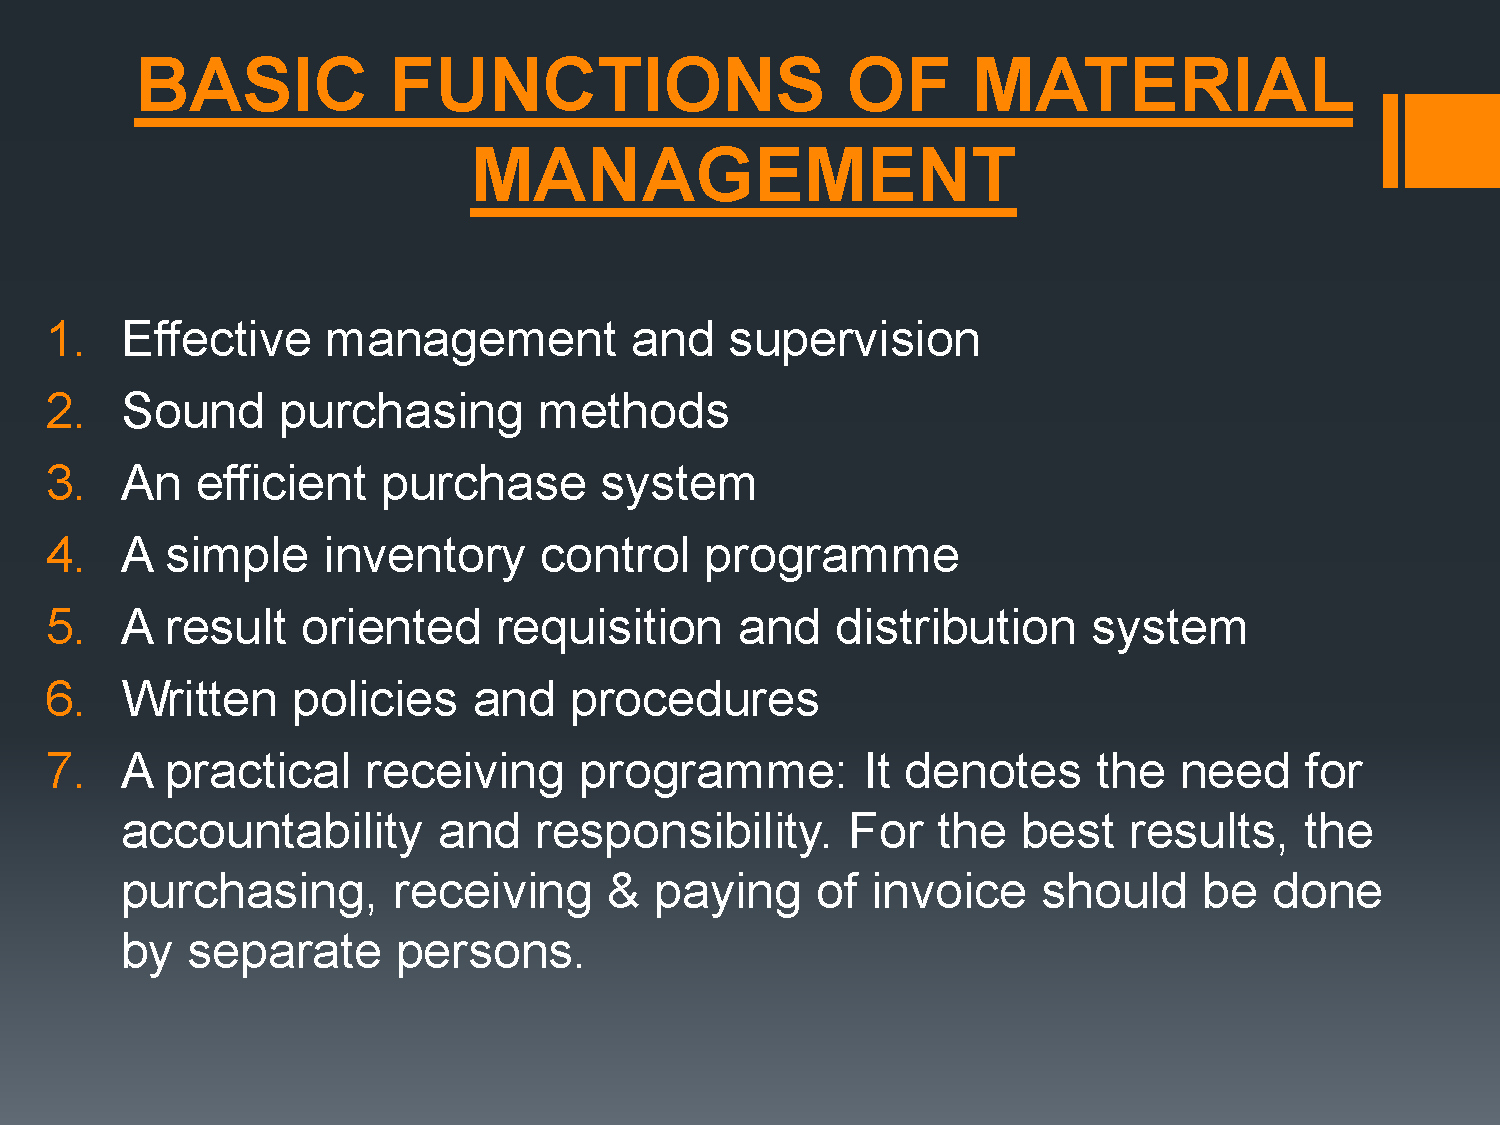 BASIC FUNCTIONS OF MATERIAL
MANAGEMENT
1. Effective management and supervision
2. Sound purchasing methods
3. An efficient purchase system
4. A simple inventory control programme
5. A result oriented requisition and distribution system
6. Written policies and procedures
7. A practical receiving programme: It denotes the need for
accountability and responsibility. For the best results, the
purchasing, receiving & paying of invoice should be done
by separate persons.